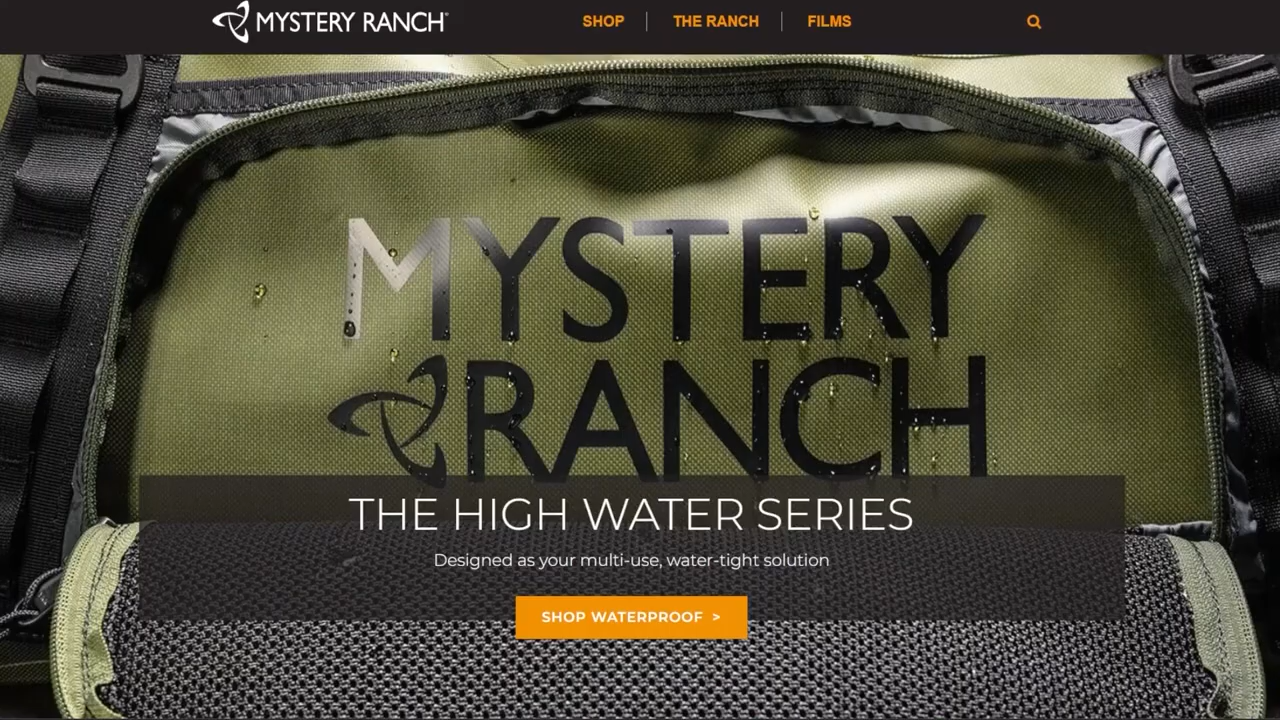 MYSTERY RANCH®
SHOP
THE RANCH
FILMS
MYSTERY
RANCH
THE HIGH WATER SERIES
Designed as your multi-use, water-tight solution
SHOP WATERPROOF >